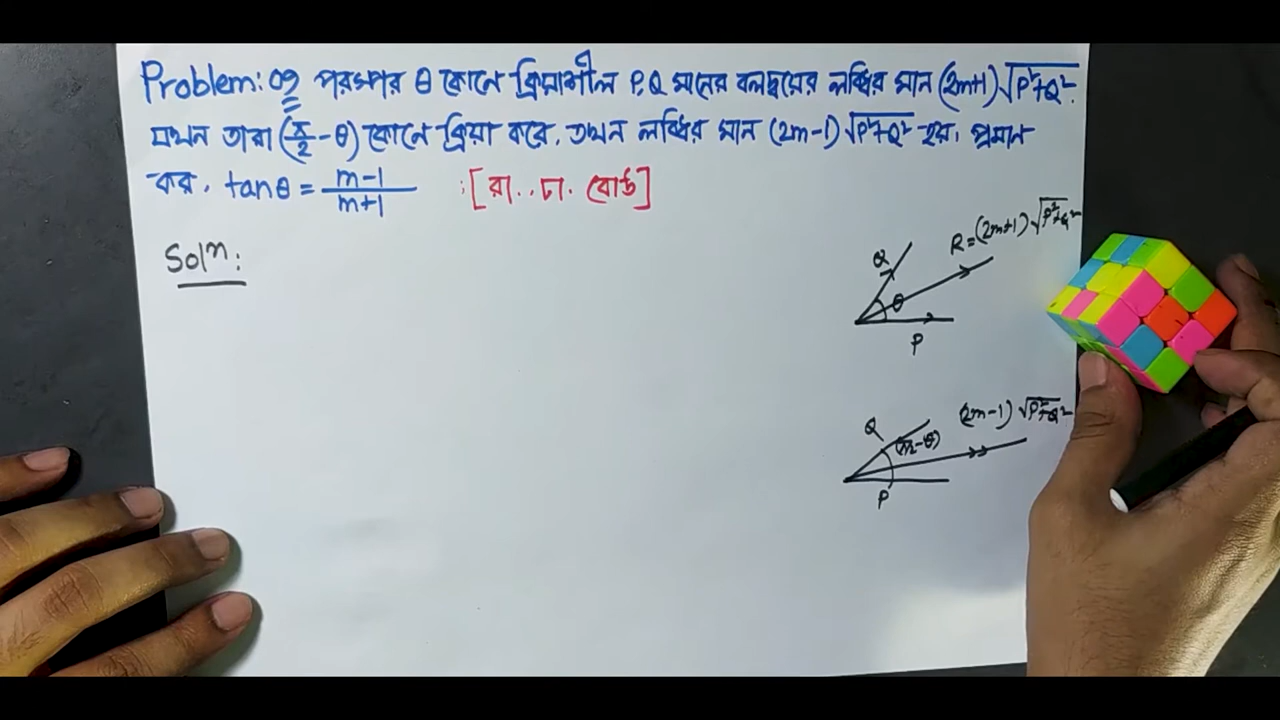 Problem: 09 পরস্পর θ কোণে ক্রিয়াশীল P,Q মানের বলদ্বয়ের লব্ধির মান (2m+1) √P²+Q².
যখন তারা (π/2 - θ) কোণে ক্রিয়া করে, তখন লব্ধির মান (2m-1) √P²+Q² হয়। প্রমান
কর, tanθ = m-1/m+1 : [রা., ঢা. বোর্ড]
Solⁿ:
R = (2m+1) √P²+Q²
Q
θ
P
(2m-1) √P²+Q²
Q
(π/2-θ)
P